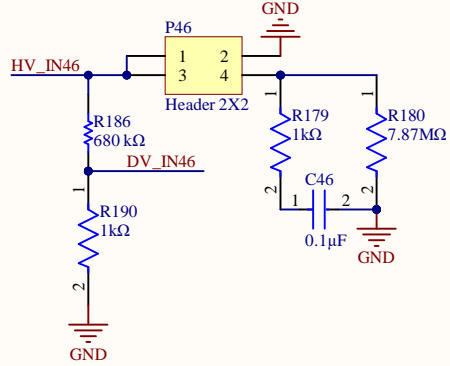 GND
P46
1 2
3 4
Header 2X2
HV_IN46
R186
680 kΩ
DV_IN46
1
R190
1kΩ
2
GND
1
R179
1kΩ
2
1
R180
7.87MΩ
2
C46
1 2
0.1µF
GND